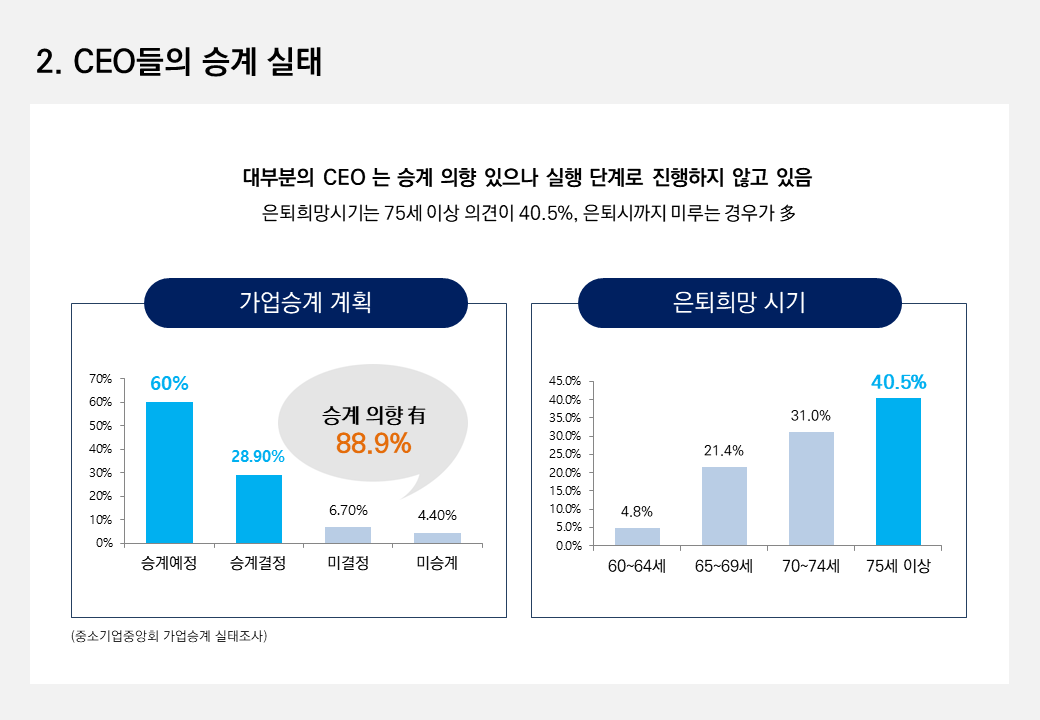 2. CEO들의 승계 실태
대부분의 CEO 는 승계 의향 있으나 실행 단계로 진행하지 않고 있음
은퇴희망시기는 75세 이상 의견이 40.5%, 은퇴시까지 미루는 경우가 多
가업승계 계획
70%
60%
50%
40%
30%
20%
10%
0%
60%
28.90%
6.70%
4.40%
승계 의향 有
88.9%
승계예정
승계결정
미결정
미승계
은퇴희망 시기
45.0%
40.0%
35.0%
30.0%
25.0%
20.0%
15.0%
10.0%
5.0%
0.0%
4.8%
21.4%
31.0%
40.5%
60~64세
65~69세
70~74세
75세 이상
(중소기업중앙회 가업승계 실태조사)